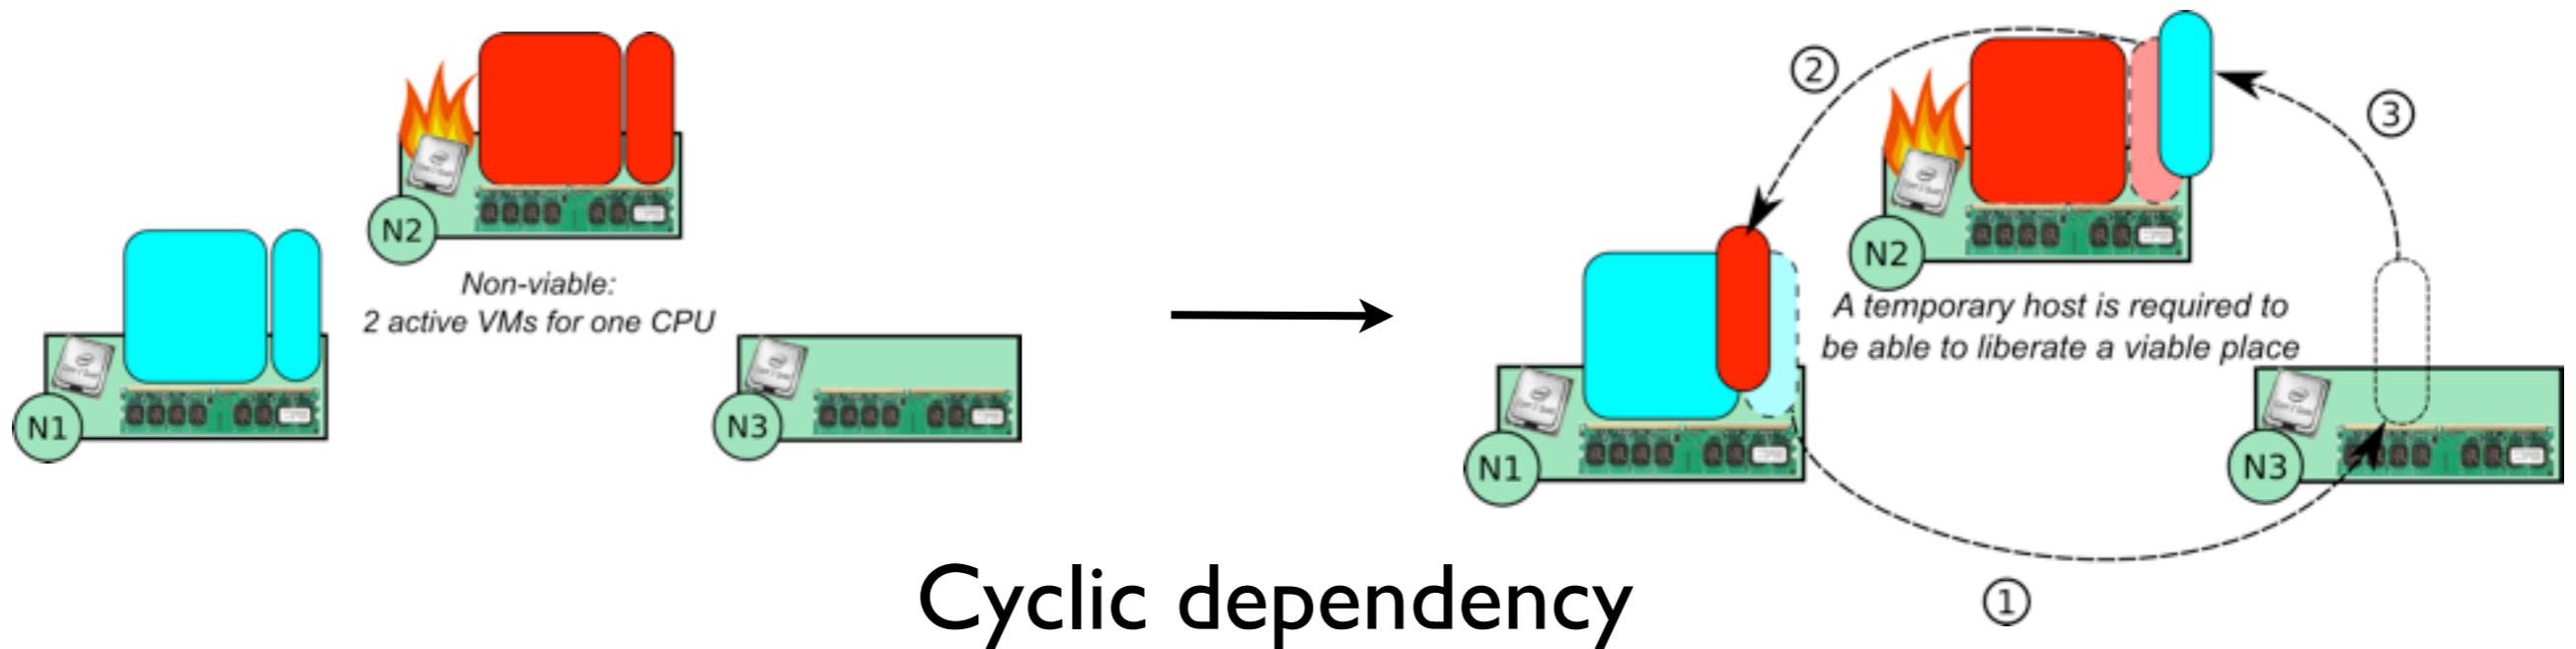 N2
Non-viable:
2 active VMs for one CPU
N1
N3
2
3
N2
A temporary host is required to
be able to liberate a viable place
N1
N3
1
Cyclic dependency